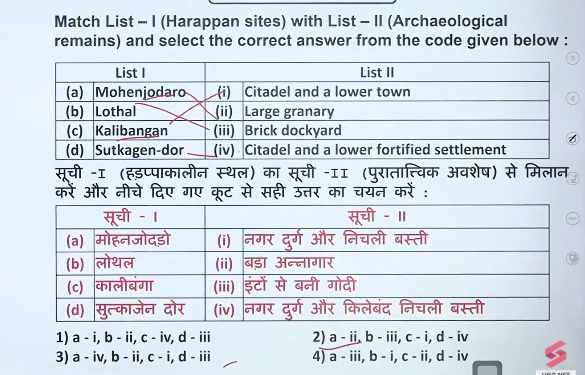 Match List – I (Harappan sites) with List – II (Archaeological
remains) and select the correct answer from the code given below :
List I List II
(a) Mohenjodaro (i) Citadel and a lower town
(b) Lothal (ii) Large granary
(c) Kalibangan (iii) Brick dockyard
(d) Sutkagen-dor (iv) Citadel and a lower fortified settlement
सूची -I (हड़प्पाकालीन स्थल) का सूची -II (पुरातात्त्विक अवशेष) से मिलान
करें और नीचे दिए गए कूट से सही उत्तर का चयन करें :
सूची - I सूची - II
(a) मोहनजोदड़ो (i) नगर दुर्ग और निचली बस्ती
(b) लोथल (ii) बड़ा अन्नागार
(c) कालीबंगा (iii) इंटों से बनी गोदी
(d) सुत्काजेन दोर (iv) नगर दुर्ग और किलेबंद निचली बस्ती
1) a - i, b - ii, c - iv, d - iii 2) a - ii, b - iii, c - i, d - iv
3) a - iv, b - ii, c - i, d - iii 4) a - iii, b - i, c - ii, d - iv